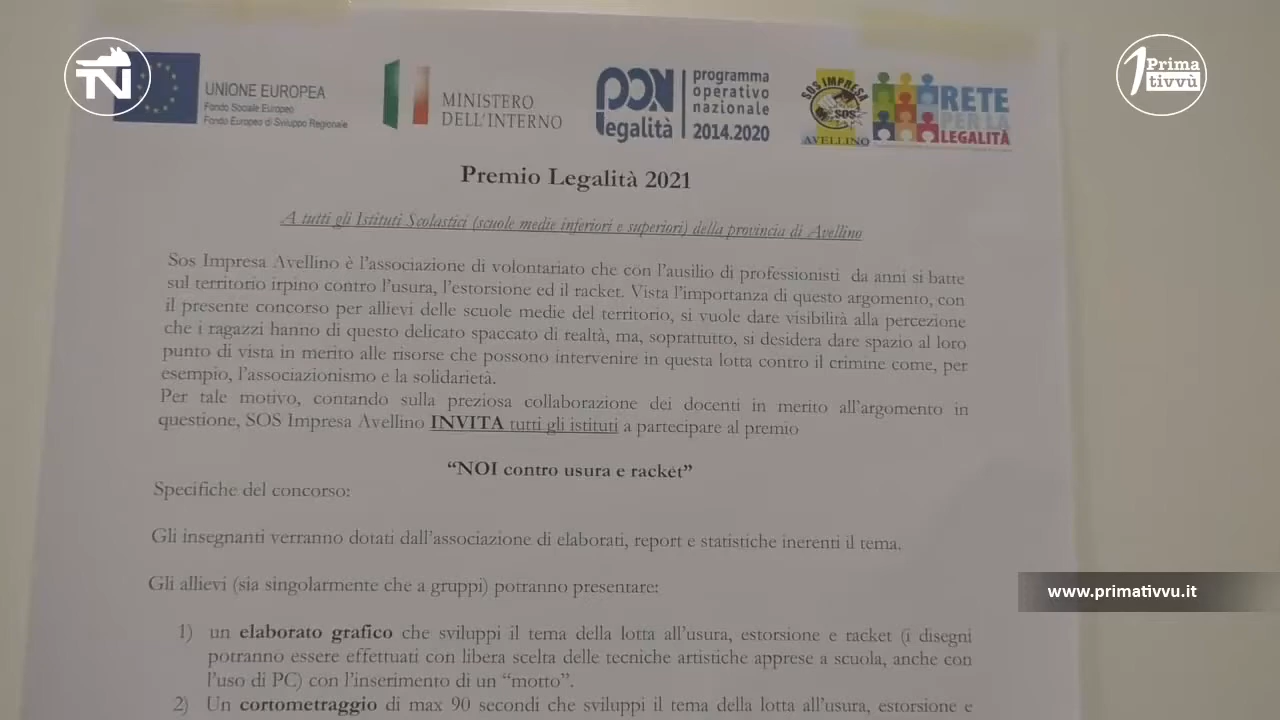 TN
1 Prima
tivvù
UNIONE EUROPEA
Fondo Sociale Europeo
Fondo Europeo di Sviluppo Regionale
MINISTERO
DELL'INTERNO
PON
legalità
programma
operativo
nazionale
2014.2020
SOS IMPRESA
SOS
AVELLINO
RETE
PER LA
LEGALITÀ
Premio Legalità 2021
A tutti gli Istituti Scolastici (scuole medie inferiori e superiori) della provincia di Avellino
Sos Impresa Avellino è l'associazione di volontariato che con l'ausilio di professionisti da anni si batte
sul territorio irpino contro l'usura, l'estorsione ed il racket. Vista l'importanza di questo argomento, con
il presente concorso per allievi delle scuole medie del territorio, si vuole dare visibilità alla percezione
che i ragazzi hanno di questo delicato spaccato di realtà, ma, soprattutto, si desidera dare spazio al loro
punto di vista in merito alle risorse che possono intervenire in questa lotta contro il crimine come, per
esempio, l'associazionismo e la solidarietà.
Per tale motivo, contando sulla preziosa collaborazione dei docenti in merito all'argomento in
questione, SOS Impresa Avellino INVITA tutti gli istituti a partecipare al premio
“NOI contro usura e racket”
Specifiche del concorso:
Gli insegnanti verranno dotati dall'associazione di elaborati, report e statistiche inerenti il tema.
Gli allievi (sia singolarmente che a gruppi) potranno presentare:
www.primativvu.it
1) un elaborato grafico che sviluppi il tema della lotta all'usura, estorsione e racket (i disegni
potranno essere effettuati con libera scelta delle tecniche artistiche apprese a scuola, anche con
l'uso di PC) con l'inserimento di un “motto”.
2) Un cortometraggio di max 90 secondi che sviluppi il tema della lotta all'usura, estorsione e